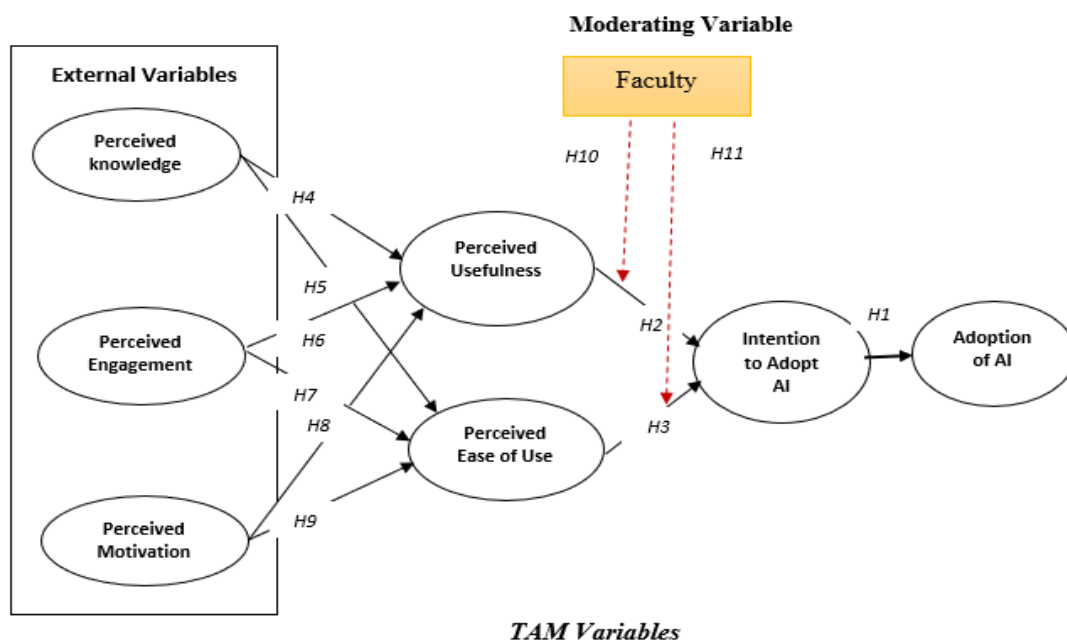 Moderating Variable
External Variables
Faculty
Perceived
knowledge
H10
H11
H4
Perceived
Usefulness
H5
H6
H2
H1
Perceived
Engagement
Intention
to Adopt
AI
Adoption
of AI
H7
H8
H3
Perceived
Ease of Use
Perceived
Motivation
H9
TAM Variables